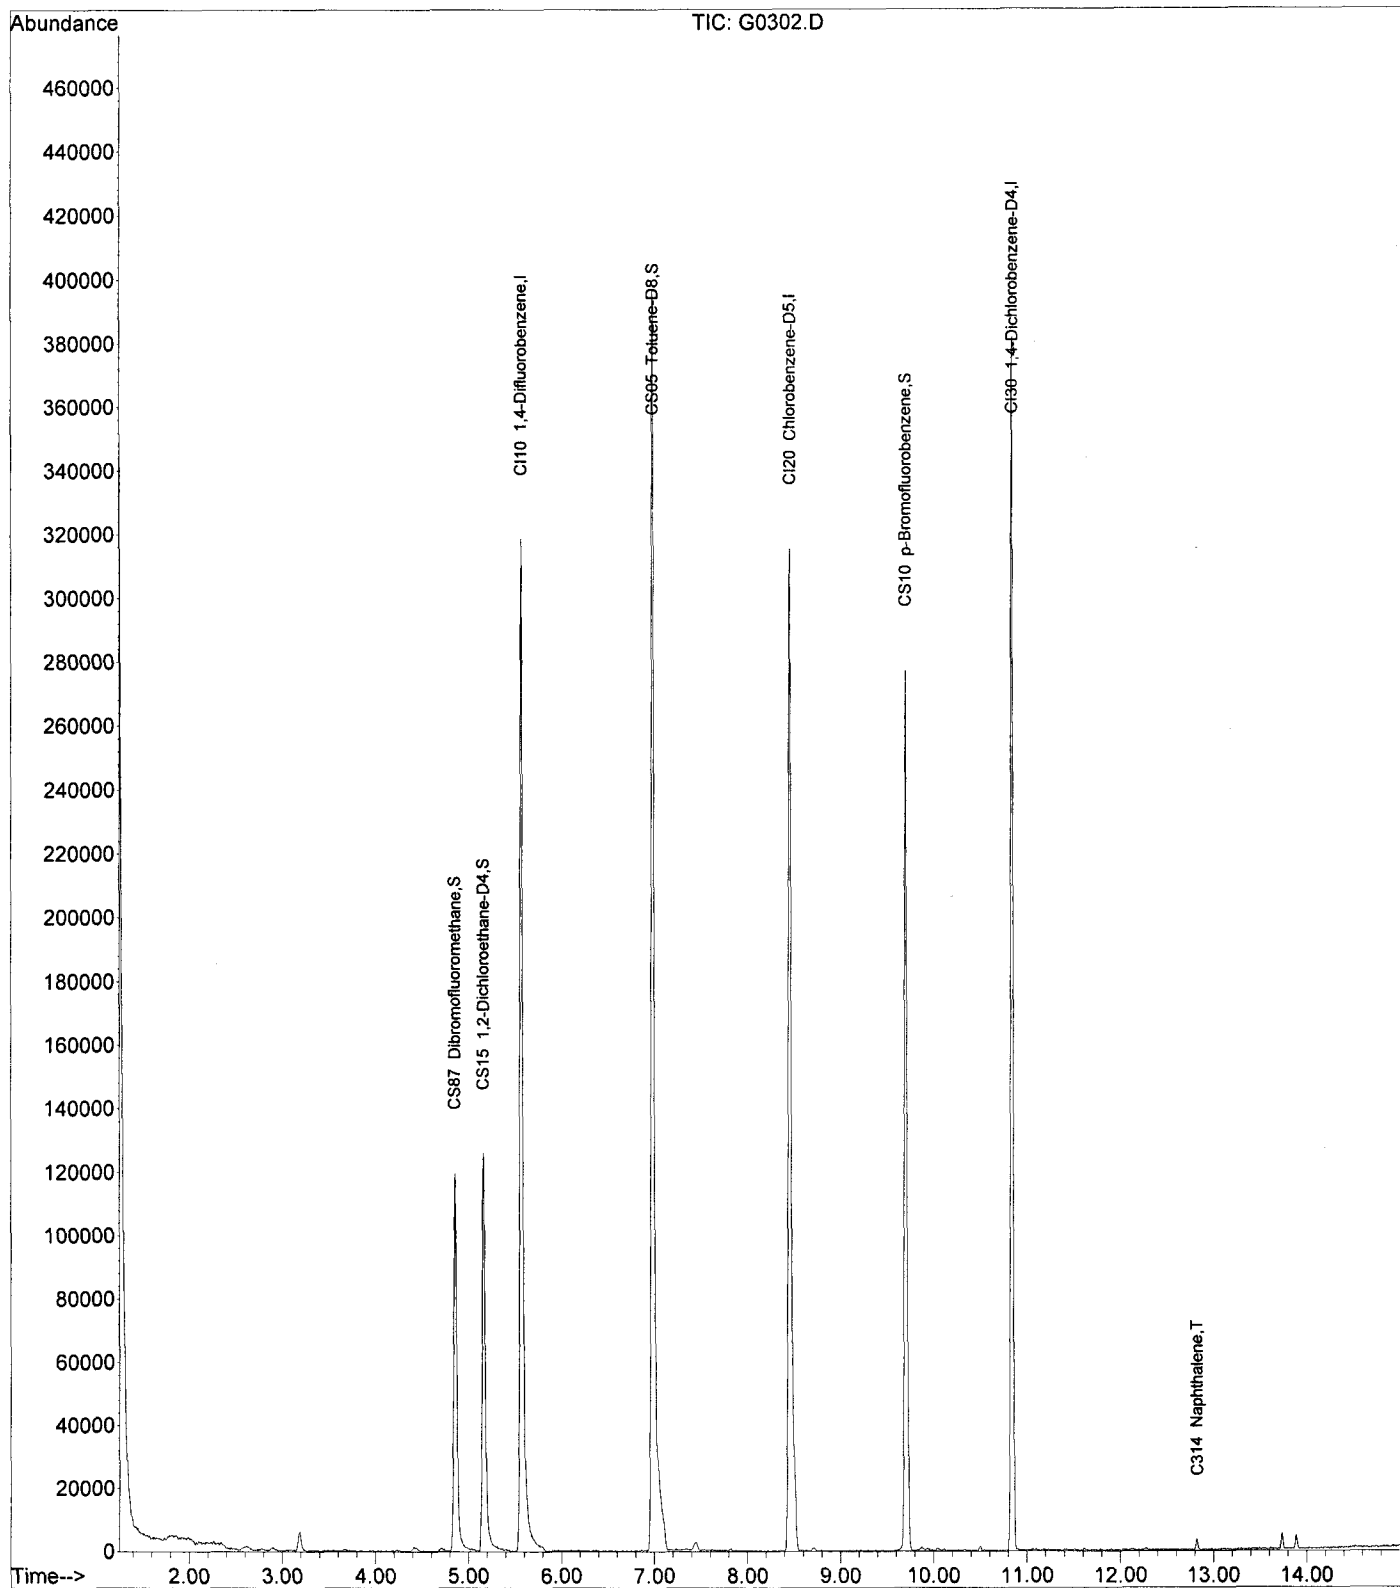 Abundance
TIC: G0302.D
460000
440000
420000
400000
380000
360000
340000
320000
300000
280000
260000
240000
220000
200000
180000
160000
140000
120000
100000
80000
60000
40000
20000
0
CS87 Dibromofluoromethane,S
CS15 1,2-Dichloroethane-D4,S
CI10 1,4-Difluorobenzene,I
CS05 Toluene-D8,S
CI20 Chlorobenzene-D5,I
CS10 p-Bromofluorobenzene,S
CI30 1,4-Dichlorobenzene-D4,I
C314 Naphthalene,T
Time--> 2.00 3.00 4.00 5.00 6.00 7.00 8.00 9.00 10.00 11.00 12.00 13.00 14.00